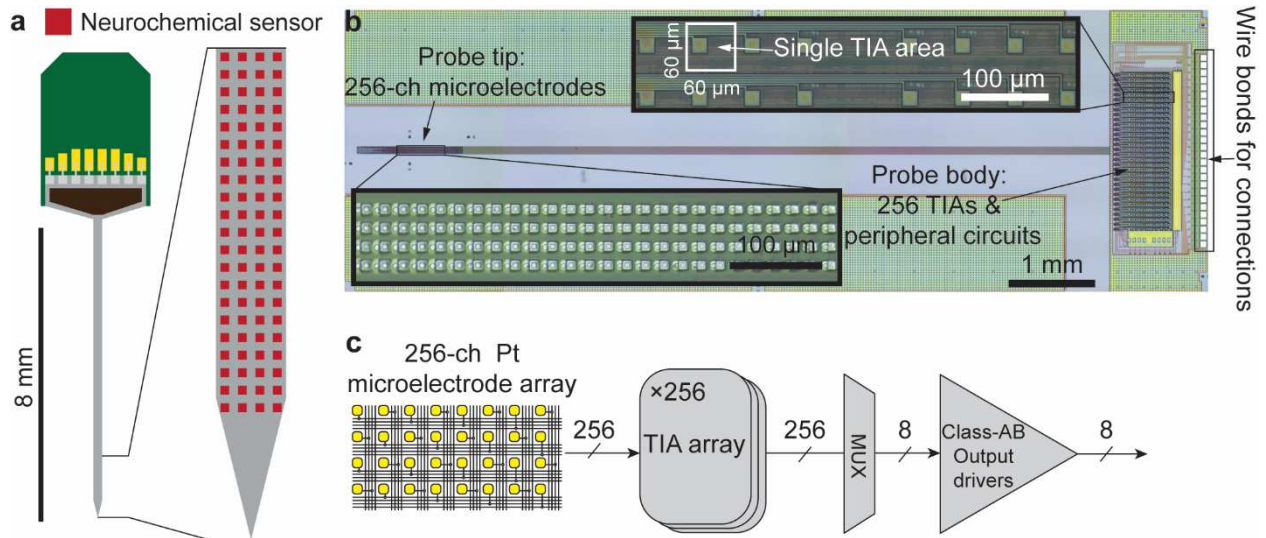 a
Neurochemical sensor
8 mm
b
Probe tip:
256-ch microelectrodes
60 µm
60 µm
Single TIA area
100 µm
Probe body:
256 TIAs &
peripheral circuits
100 µm
1 mm
Wire bonds for connections
c
256-ch Pt
microelectrode array
256
×256
TIA array
256
MUX
8
Class-AB
Output
drivers
8